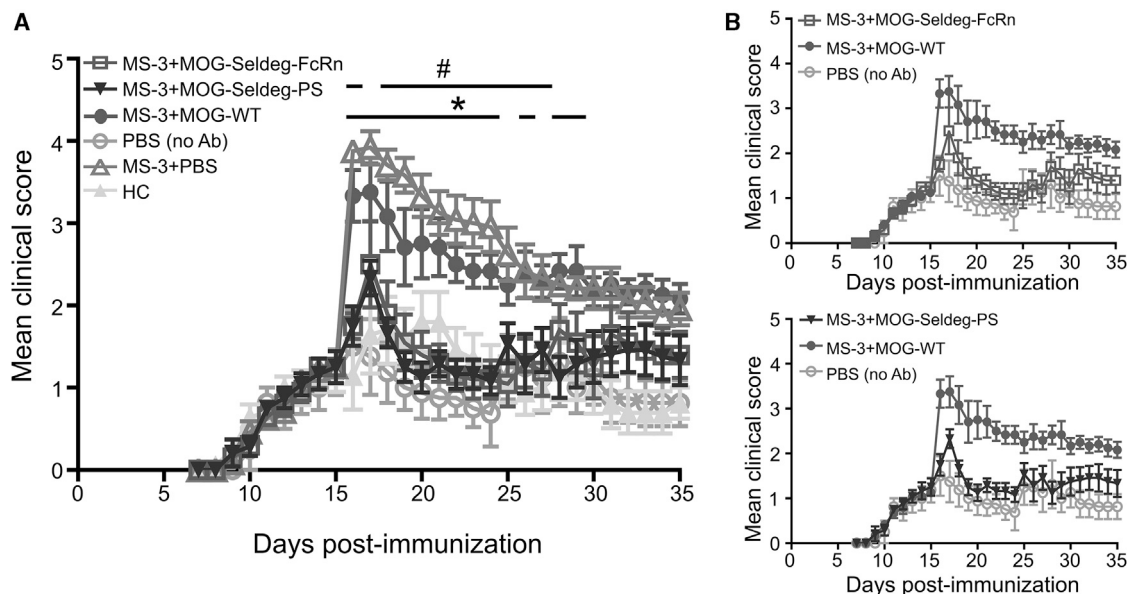 A
Mean clinical score
5
4
3
2
1
0
MS-3+MOG-Seldeg-FcRn
MS-3+MOG-Seldeg-PS
MS-3+MOG-WT
PBS (no Ab)
MS-3+PBS
HC
#
*
0 5 10 15 20 25 30 35
Days post-immunization
B
Mean clinical score
5
4
3
2
1
0
MS-3+MOG-Seldeg-FcRn
MS-3+MOG-WT
PBS (no Ab)
0 5 10 15 20 25 30 35
Days post-immunization
Mean clinical score
5
4
3
2
1
0
MS-3+MOG-Seldeg-PS
MS-3+MOG-WT
PBS (no Ab)
0 5 10 15 20 25 30 35
Days post-immunization